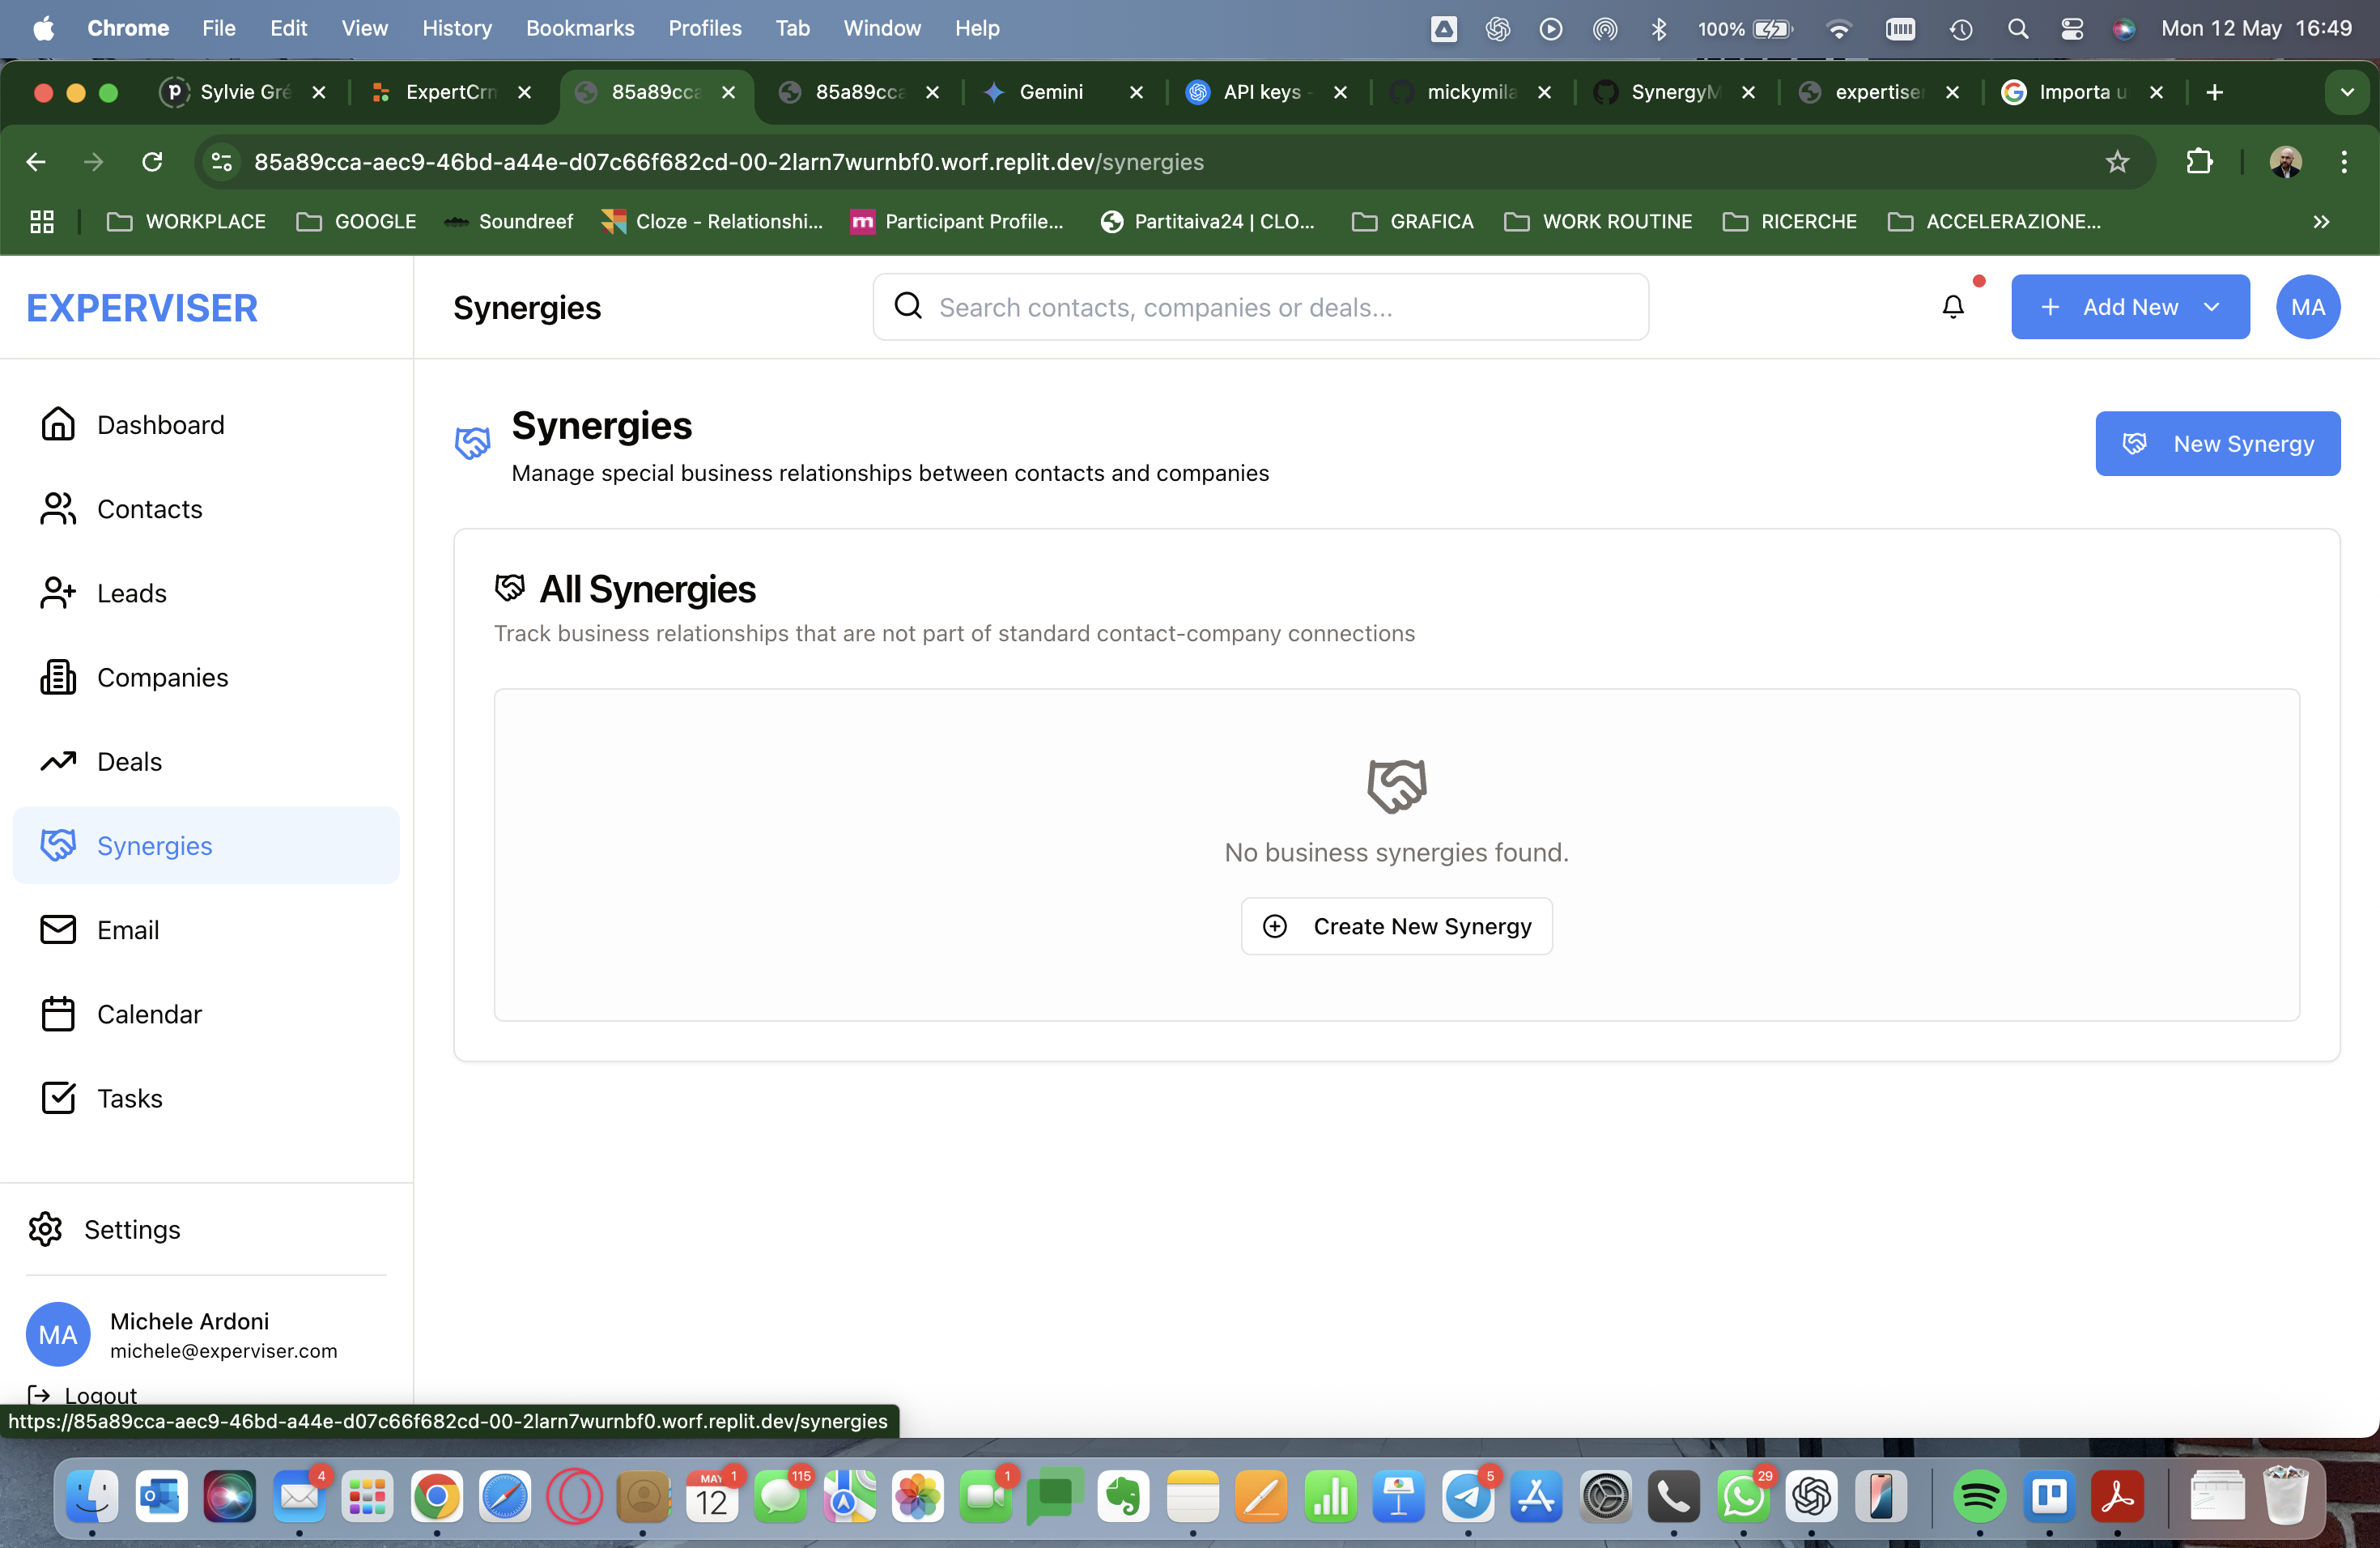 Chrome File Edit View History Bookmarks Profiles Tab Window Help 100% Mon 12 May 16:49
Sylvie Gré ExpertCrm 85a89cca 85a89cca Gemini API keys - mickymila SynergyM expertiser Importa u
85a89cca-aec9-46bd-a44e-d07c66f682cd-00-2larn7wurnbf0.worf.replit.dev/synergies
WORKPLACE GOOGLE Soundreef Cloze - Relationshi... Participant Profile... Partitaiva24 | CLO... GRAFICA WORK ROUTINE RICERCHE ACCELERAZIONE...
EXPERVISER
Synergies
Search contacts, companies or deals...
Add New
MA
Dashboard
Contacts
Leads
Companies
Deals
Synergies
Email
Calendar
Tasks
Settings
MA
Michele Ardoni
michele@experviser.com
Logout
Synergies
Manage special business relationships between contacts and companies
New Synergy
All Synergies
Track business relationships that are not part of standard contact-company connections
No business synergies found.
Create New Synergy
https://85a89cca-aec9-46bd-a44e-d07c66f682cd-00-2larn7wurnbf0.worf.replit.dev/synergies
4 MAY 12 1 115 1 5 29